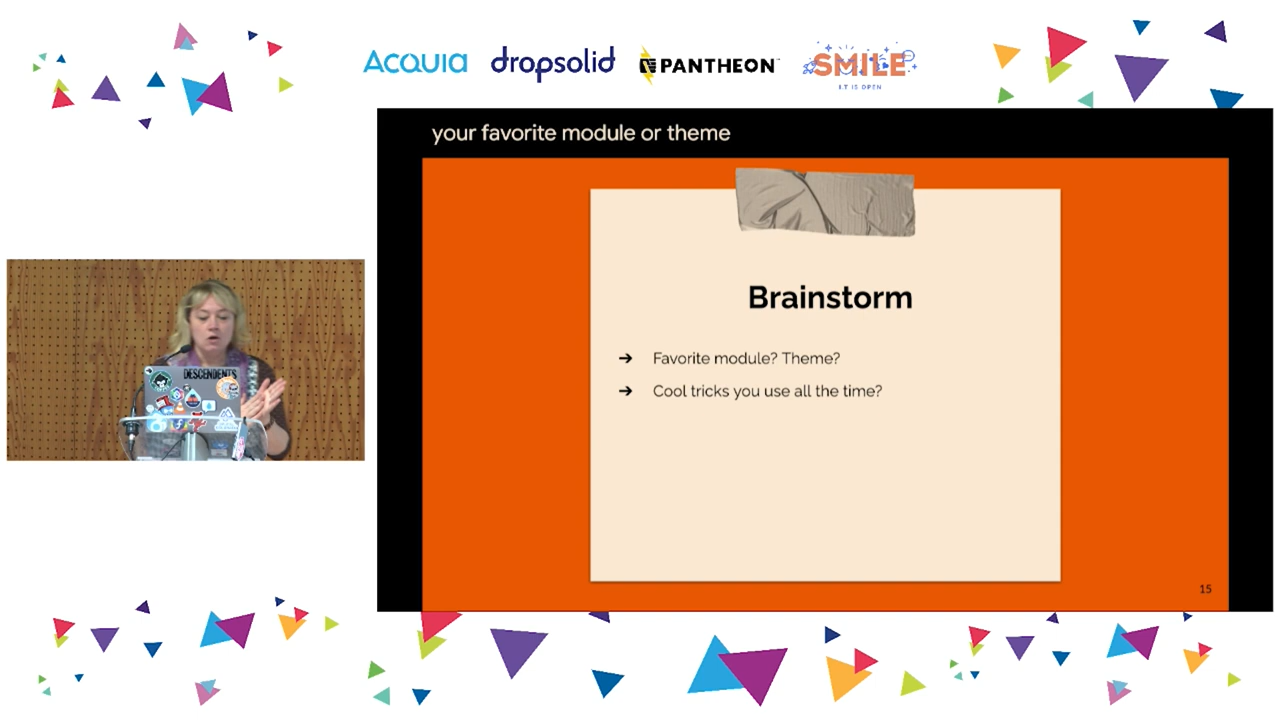 Acquia
dropsolid
PANTHEON
SMILE
I.T IS OPEN
your favorite module or theme
Brainstorm
➔ Favorite module? Theme?
➔ Cool tricks you use all the time?
15
DESCENDENTS